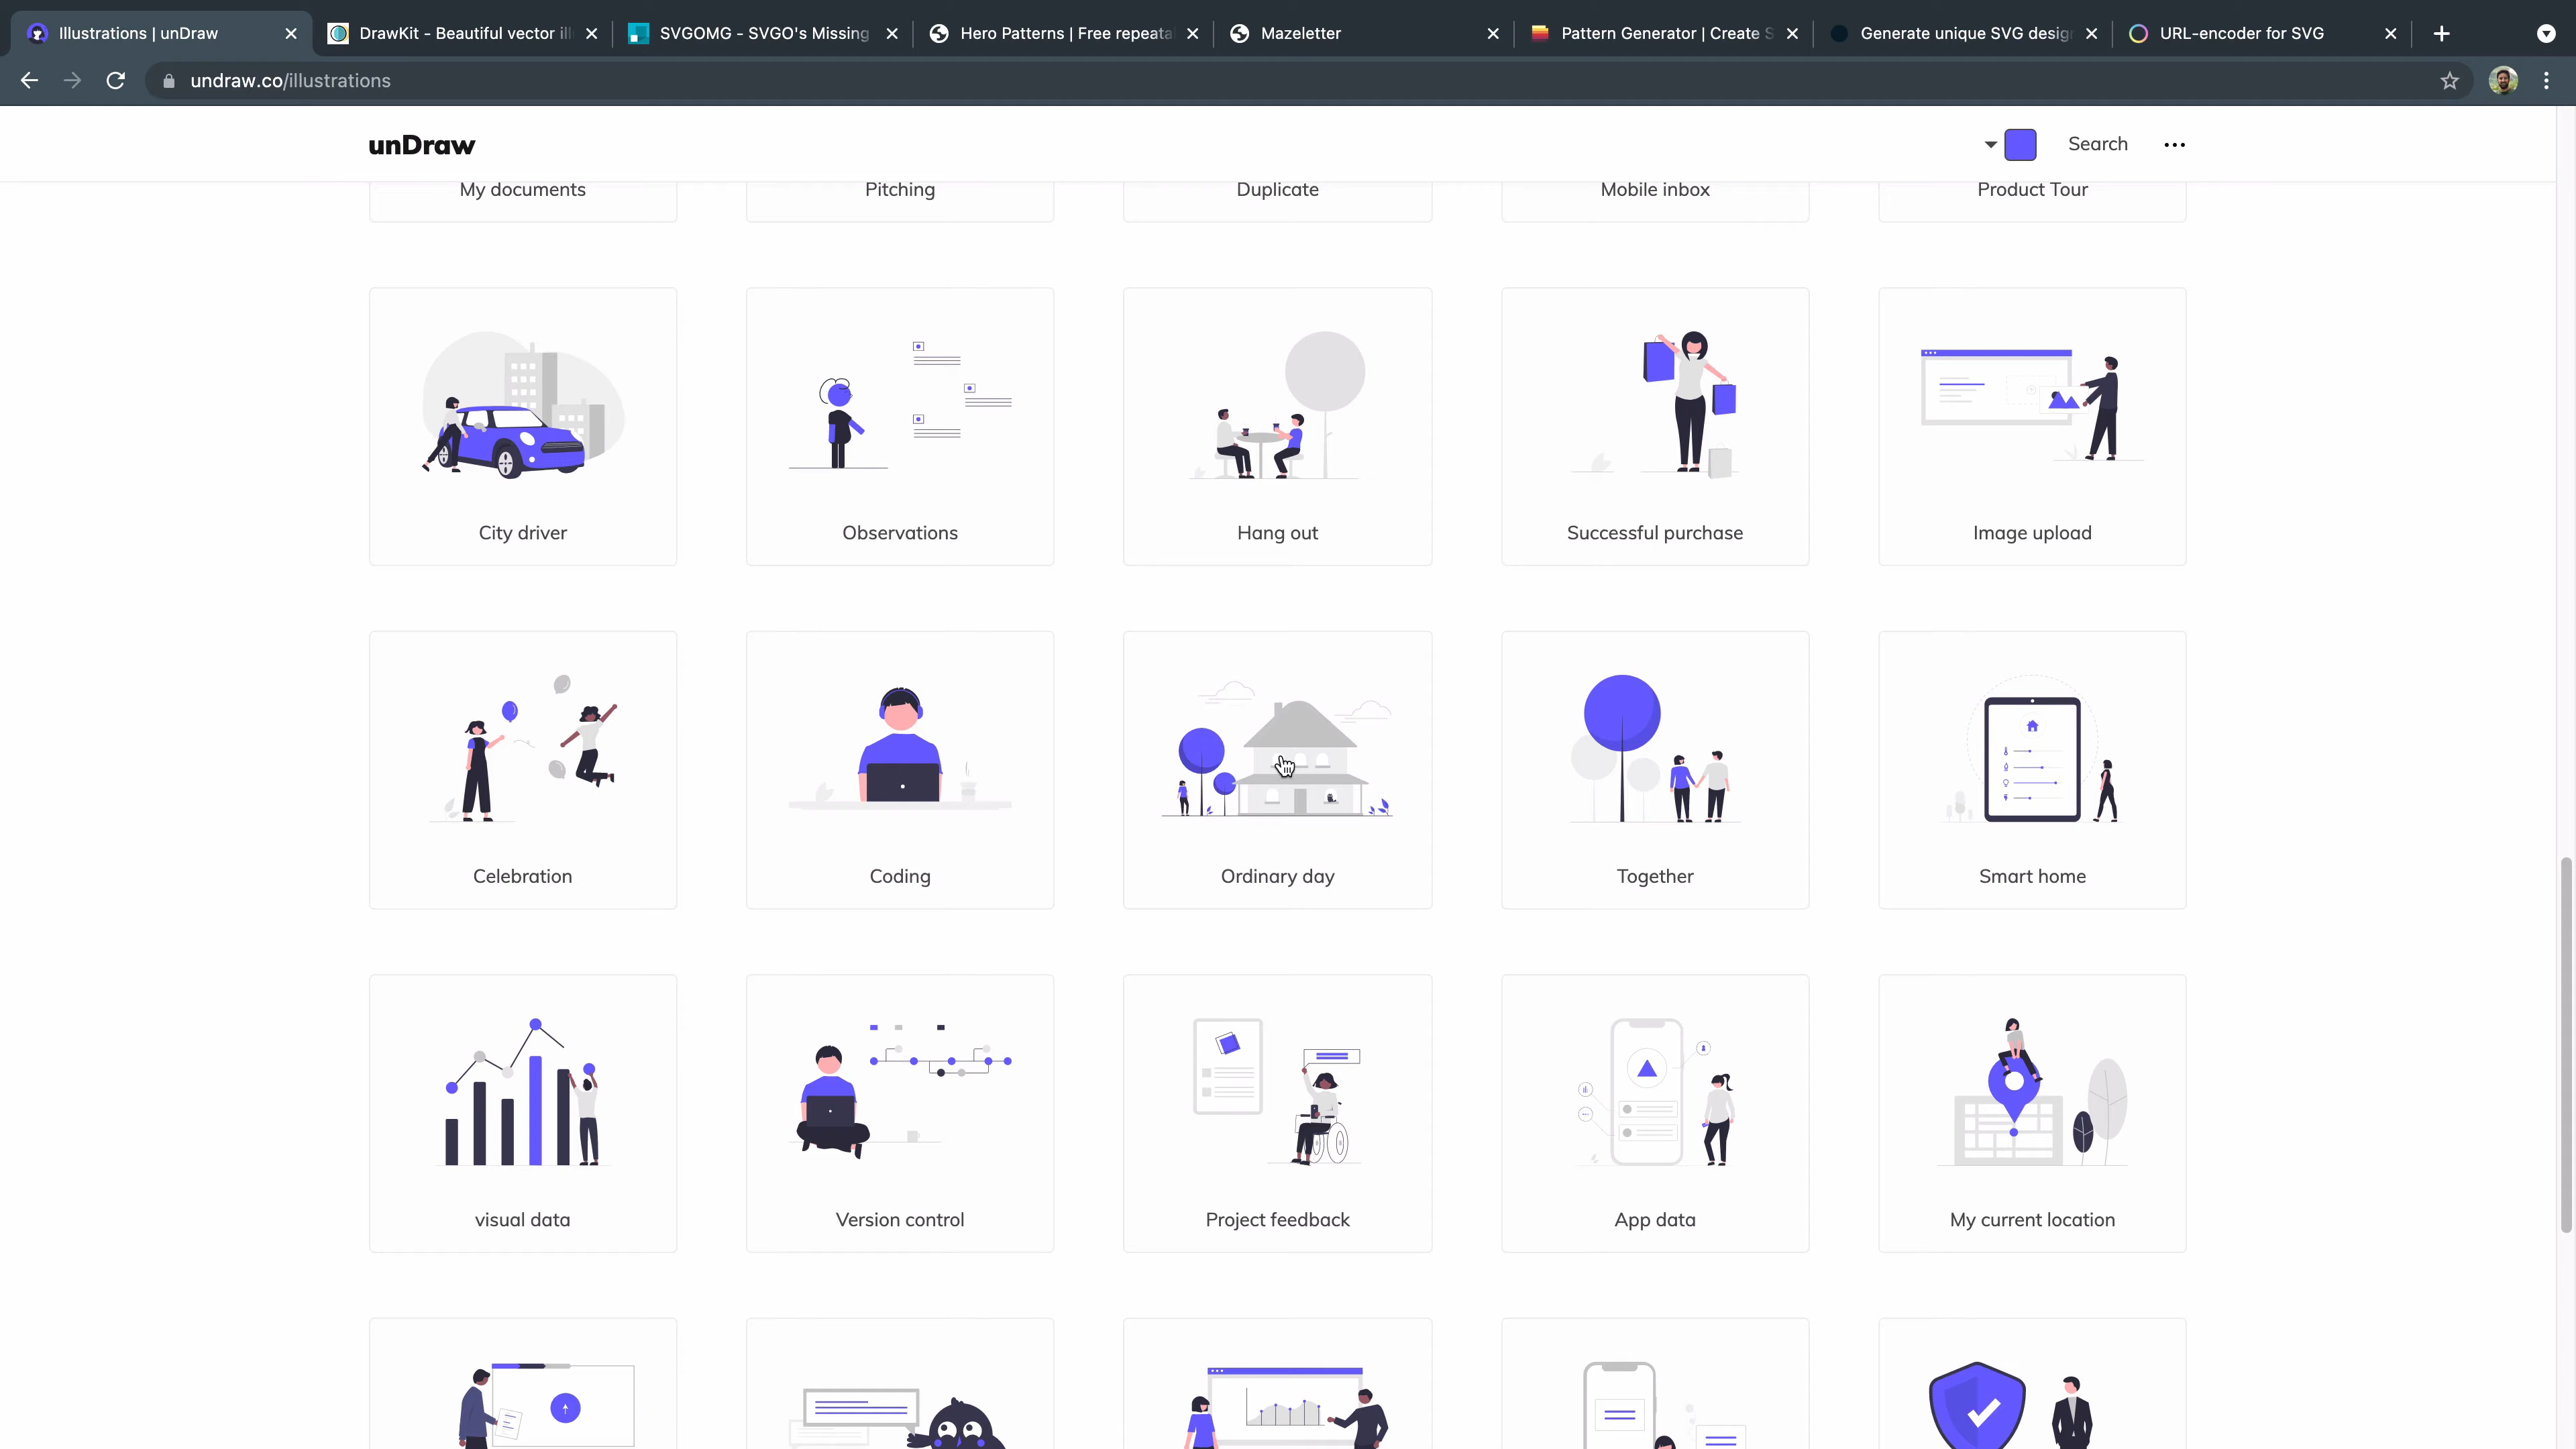 Illustrations | unDraw
DrawKit - Beautiful vector ill
SVGOMG - SVGO's Missing
Hero Patterns | Free repeata
Mazeletter
Pattern Generator | Create S
Generate unique SVG desig
URL-encoder for SVG
undraw.co/illustrations
unDraw
Search
My documents
Pitching
Duplicate
Mobile inbox
Product Tour
City driver
Observations
Hang out
Successful purchase
Image upload
Celebration
Coding
Ordinary day
Together
Smart home
visual data
Version control
Project feedback
App data
My current location